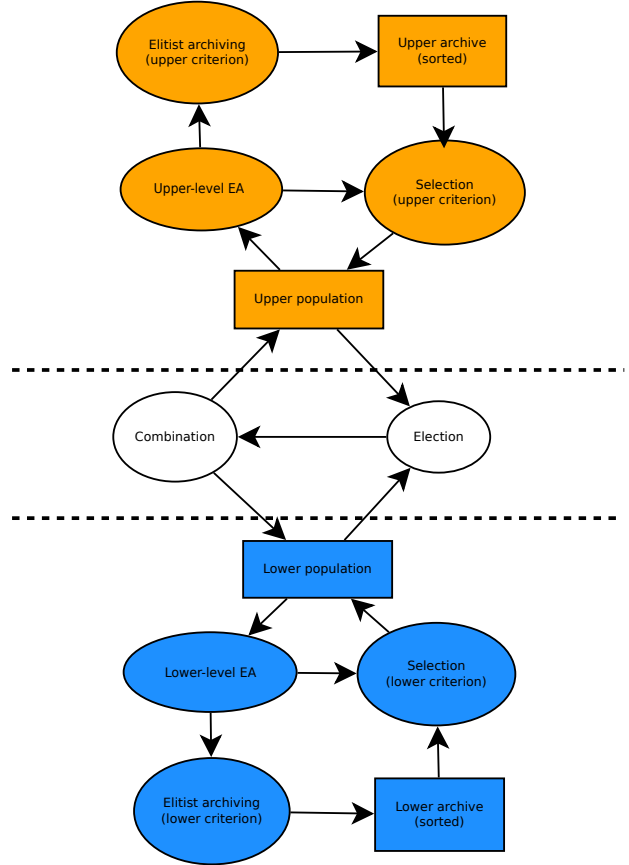 Elitist archiving
(upper criterion)
Upper archive
(sorted)
Upper-level EA
Selection
(upper criterion)
Upper population
Combination
Election
Lower population
Lower-level EA
Selection
(lower criterion)
Elitist archiving
(lower criterion)
Lower archive
(sorted)